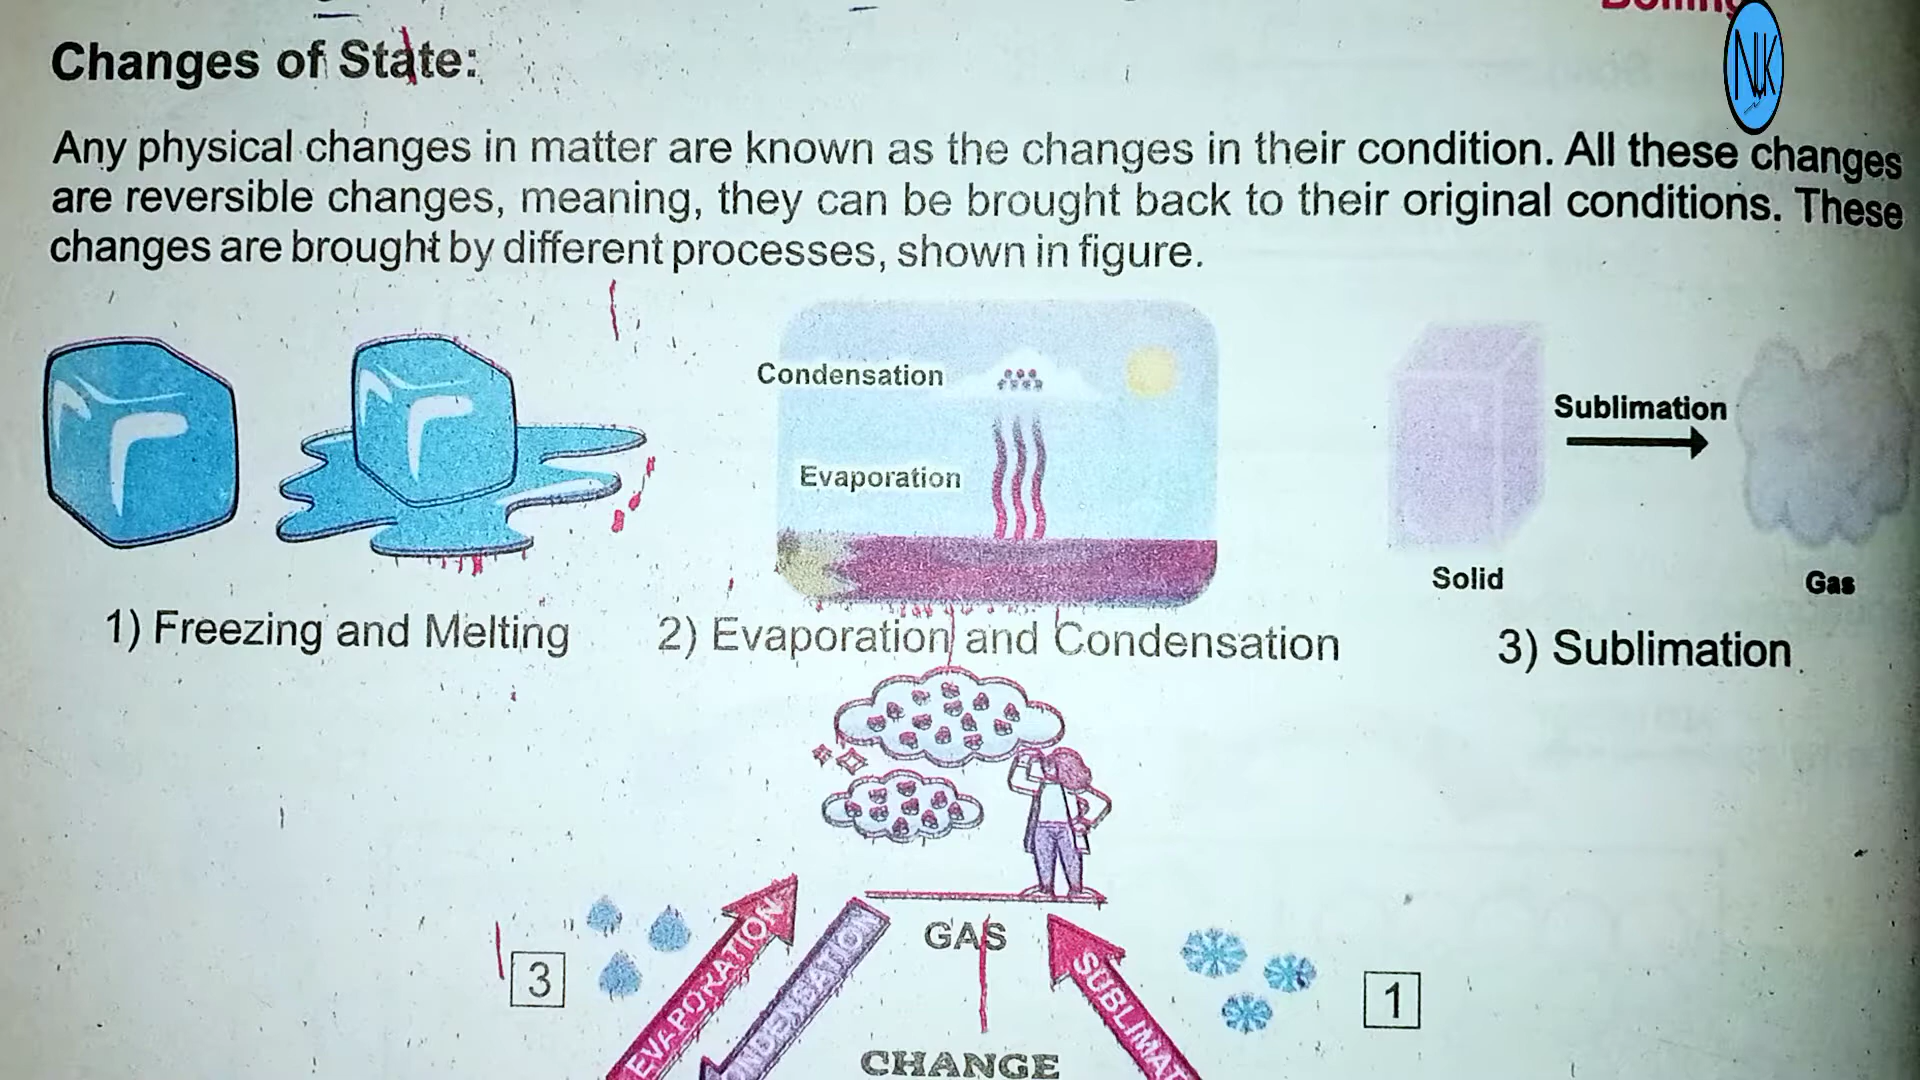 NK
Changes of State:
Any physical changes in matter are known as the changes in their condition. All these changes
are reversible changes, meaning, they can be brought back to their original conditions. These
changes are brought by different processes, shown in figure.
Condensation
Evaporation
Sublimation
Solid
Gas
1) Freezing and Melting
2) Evaporation and Condensation
3) Sublimation
GAS
3
EVAPORATION
1
CHANGE